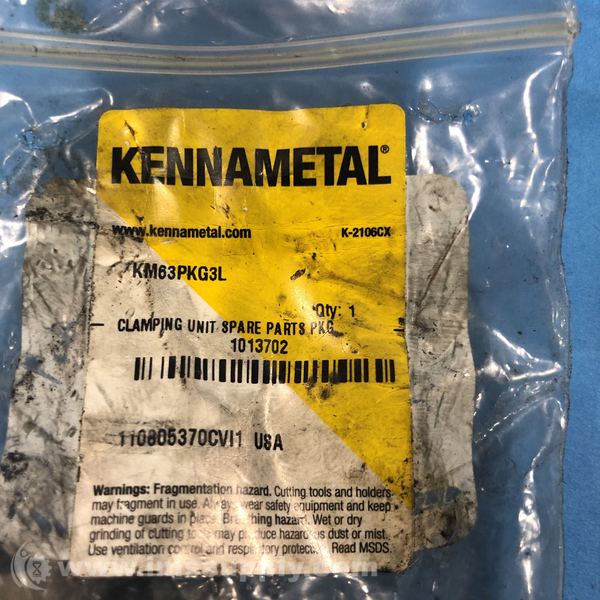 KENNAMETAL®
www.kennametal.com K-2106CX
KM63PKG3L
Qty: 1
CLAMPING UNIT SPARE PARTS PKG
1013702
110805370CVI1 USA
Warnings: Fragmentation hazard. Cutting tools and holders
may fragment in use. Always wear safety equipment and keep
machine guards in place. Breathing hazard. Wet or dry
grinding of cutting tools may produce hazardous dust or mist.
Use ventilation control and respiratory protection. Read MSDS.